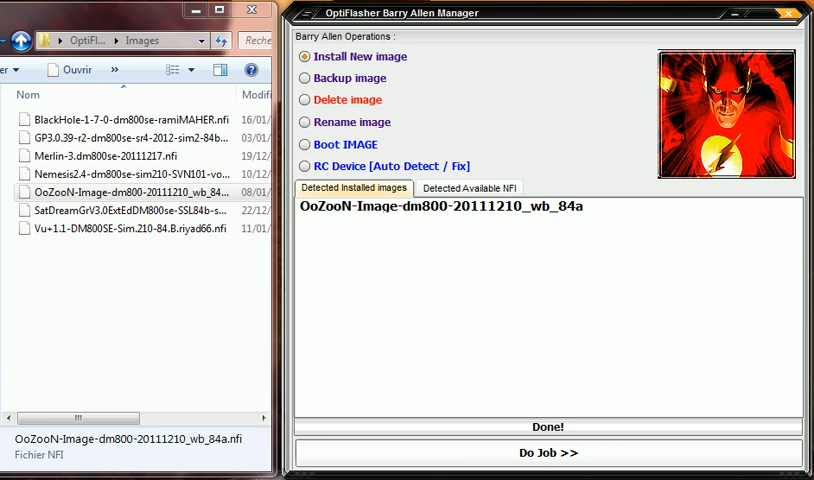 OptiFl...
Images
Reche
er
Ouvrir
»
Nom
Modifi
BlackHole-1-7-0-dm800se-ramiMAHER.nfi
16/01/
GP3.0.39-r2-dm800se-sr4-2012-sim2-84b...
03/01/
Merlin-3.dm800se-20111217.nfi
19/12/
Nemesis2.4-dm800se-sim210-SVN101-vo...
10/01/
OoZooN-Image-dm800-20111210_wb_84...
08/01/
SatDreamGrV3.0ExtEdDM800se-SSL84b-s...
22/12/
Vu+1.1-DM800SE-Sim.210-84.B.riyad66.nfi
11/01/
OoZooN-Image-dm800-20111210_wb_84a.nfi
Fichier NFI
OptiFlasher Barry Allen Manager
Barry Allen Operations :
Install New image
Backup image
Delete image
Rename image
Boot IMAGE
RC Device [Auto Detect / Fix]
Detected Installed images
Detected Available NFI
OoZooN-Image-dm800-20111210_wb_84a
Done!
Do Job >>